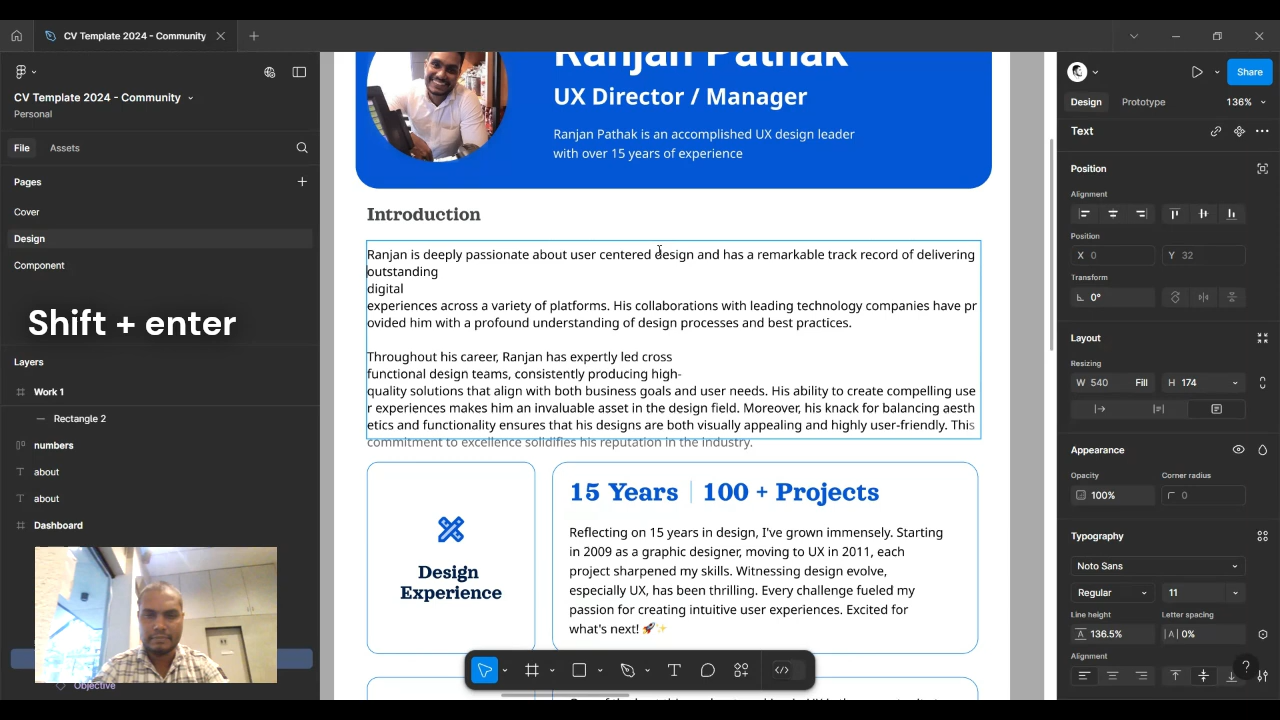 CV Template 2024 - Community
CV Template 2024 - Community
Personal
File
Assets
Pages
Cover
Design
Component
Shift + enter
Layers
Work 1
Rectangle 2
numbers
about
about
Dashboard
Objective
Ranjan Pathak
UX Director / Manager
Ranjan Pathak is an accomplished UX design leader
with over 15 years of experience
Introduction
Ranjan is deeply passionate about user centered design and has a remarkable track record of delivering
outstanding
digital
experiences across a variety of platforms. His collaborations with leading technology companies have pr
ovided him with a profound understanding of design processes and best practices.
Throughout his career, Ranjan has expertly led cross
functional design teams, consistently producing high-
quality solutions that align with both business goals and user needs. His ability to create compelling use
r experiences makes him an invaluable asset in the design field. Moreover, his knack for balancing aesth
etics and functionality ensures that his designs are both visually appealing and highly user-friendly. This
commitment to excellence solidifies his reputation in the industry.
Design
Experience
15 Years
100 + Projects
Reflecting on 15 years in design, I've grown immensely. Starting
in 2009 as a graphic designer, moving to UX in 2011, each
project sharpened my skills. Witnessing design evolve,
especially UX, has been thrilling. Every challenge fueled my
passion for creating intuitive user experiences. Excited for
what's next! 🚀✨
Share
Design
Prototype
136%
Text
Position
Alignment
Position
X 0
Y 32
Transform
0°
Layout
Resizing
W 540 Fill
H 174
Appearance
Opacity
Corner radius
100%
0
Typography
Noto Sans
Regular
11
Line height
Letter spacing
136.5%
0%
Alignment
?